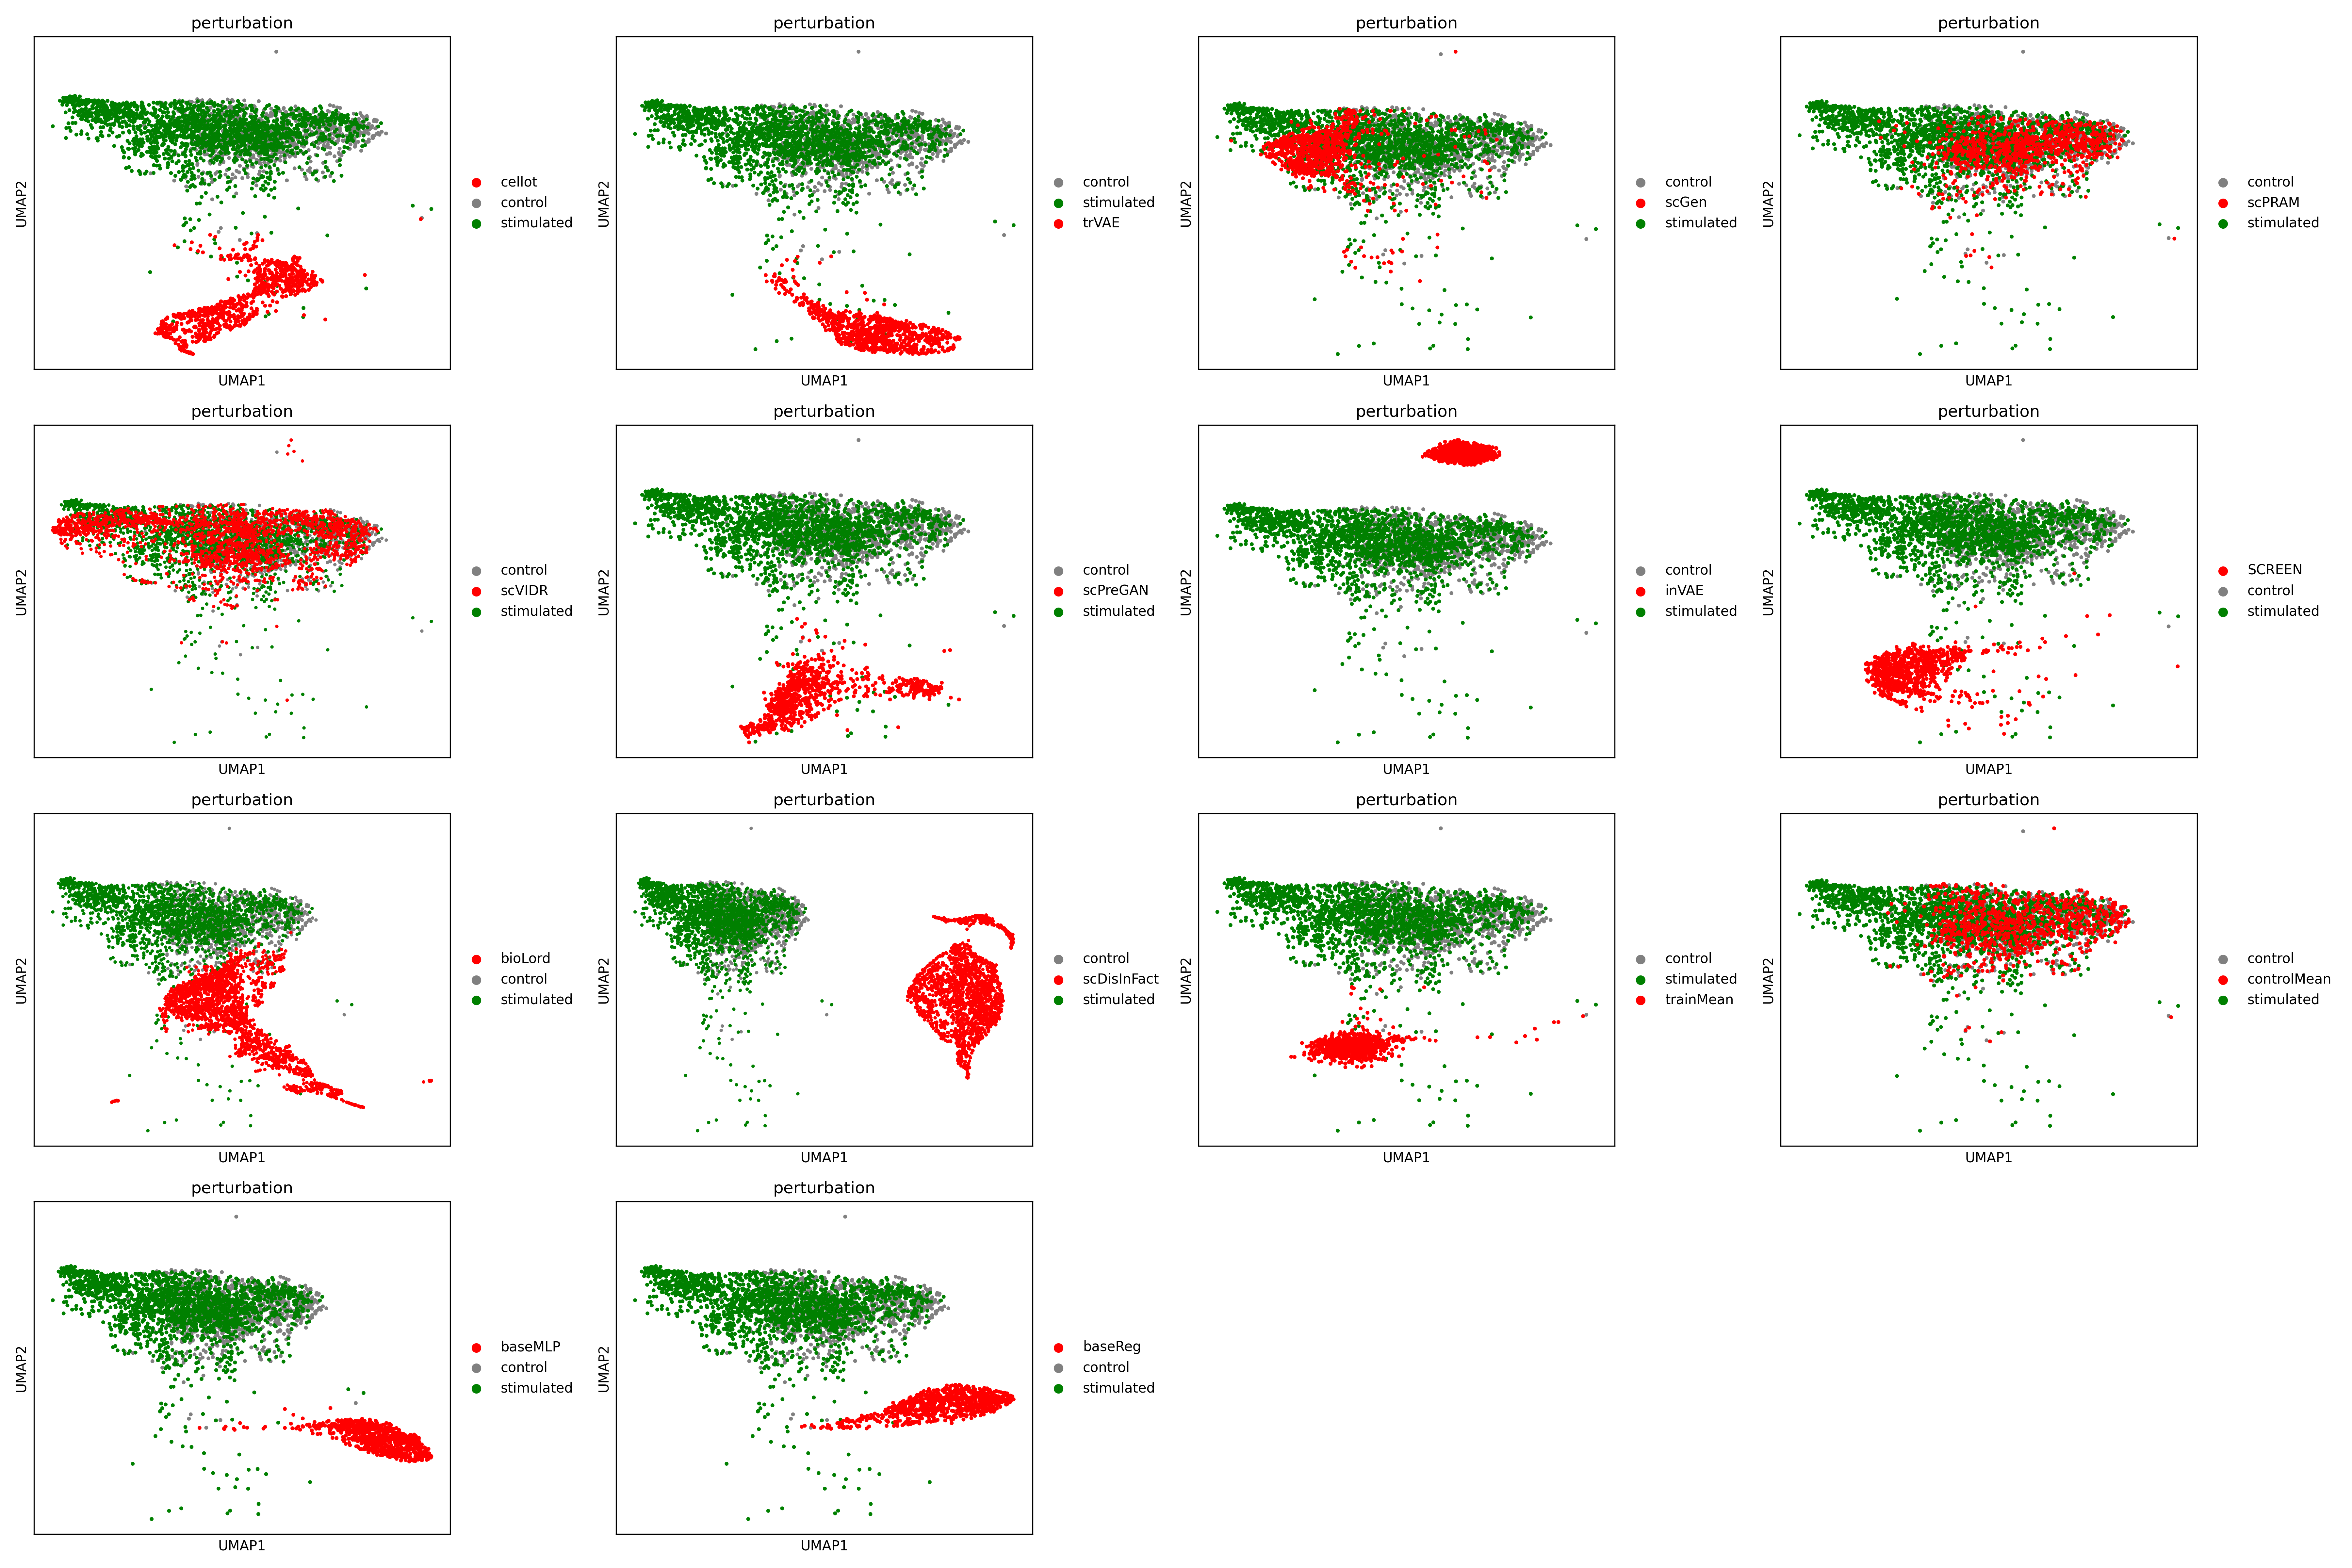 perturbation
UMAP2
cellot
control
stimulated
UMAP1
perturbation
UMAP2
control
stimulated
trVAE
UMAP1
perturbation
UMAP2
control
scGen
stimulated
UMAP1
perturbation
UMAP2
control
scPRAM
stimulated
UMAP1
perturbation
UMAP2
control
scVIDR
stimulated
UMAP1
perturbation
UMAP2
control
scPreGAN
stimulated
UMAP1
perturbation
UMAP2
control
inVAE
stimulated
UMAP1
perturbation
UMAP2
SCREEN
control
stimulated
UMAP1
perturbation
UMAP2
bioLord
control
stimulated
UMAP1
perturbation
UMAP2
control
scDisInFact
stimulated
UMAP1
perturbation
UMAP2
control
stimulated
trainMean
UMAP1
perturbation
UMAP2
control
controlMean
stimulated
UMAP1
perturbation
UMAP2
baseMLP
control
stimulated
UMAP1
perturbation
UMAP2
baseReg
control
stimulated
UMAP1